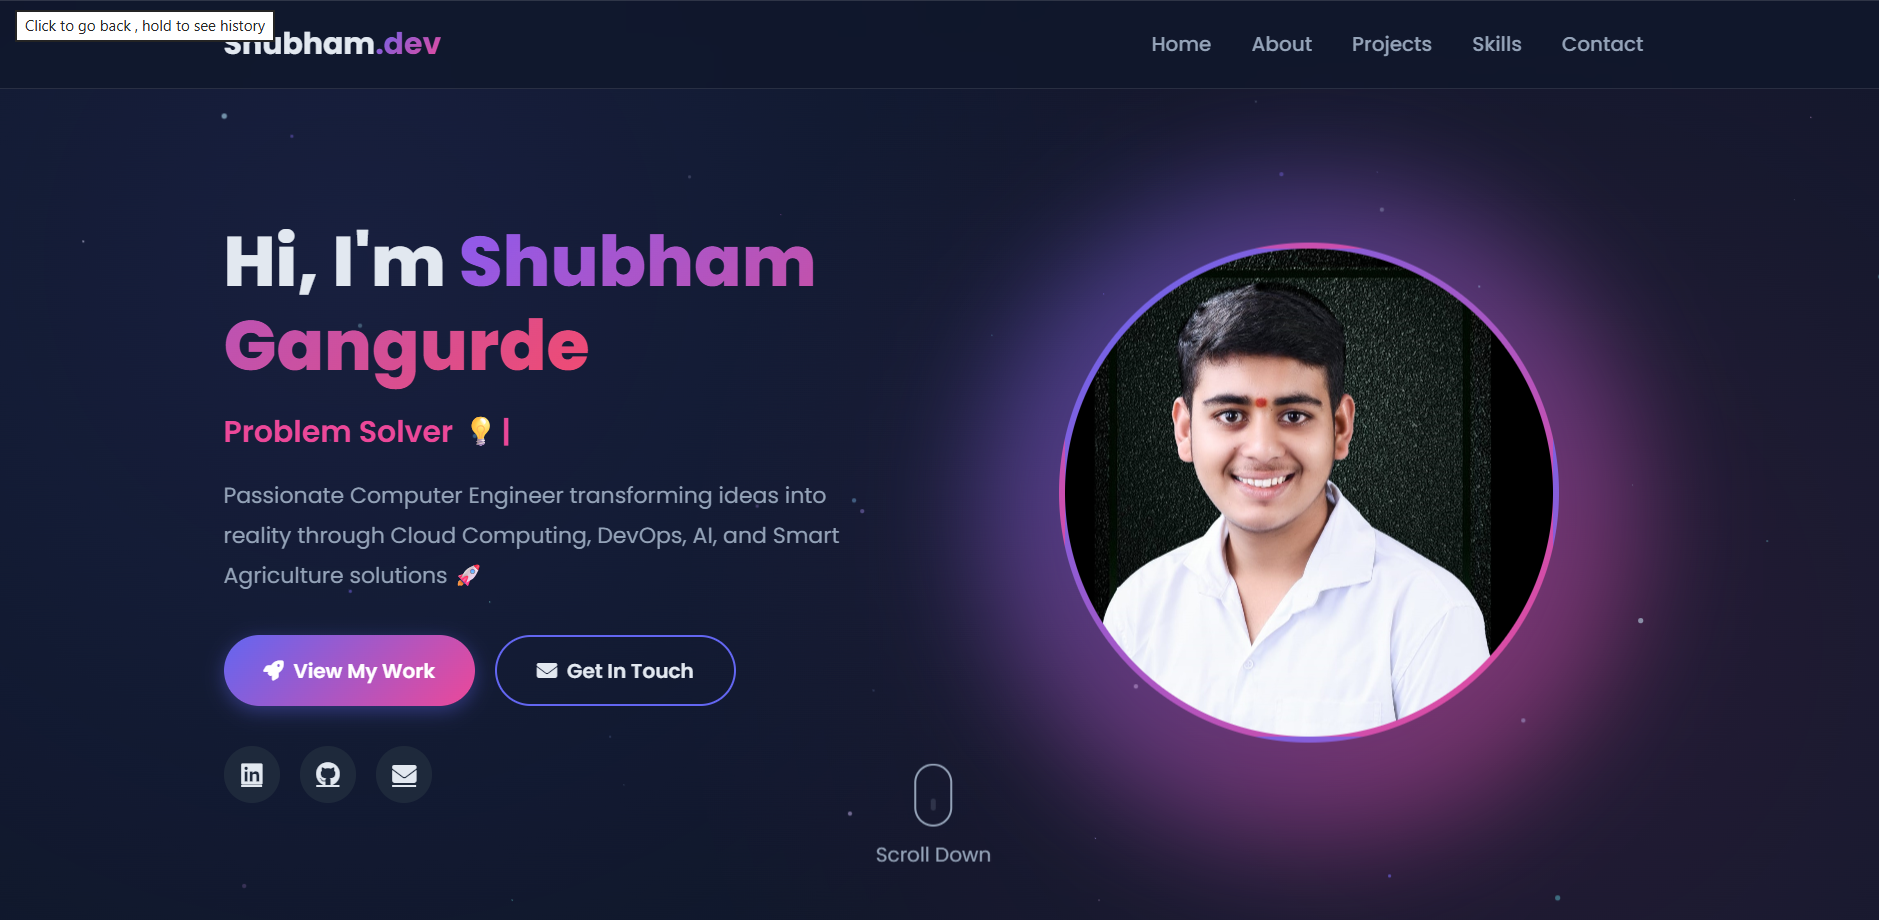 Click to go back , hold to see history
Shubham.dev
Home About Projects Skills Contact
Hi, I'm Shubham
Gangurde
Problem Solver 💡 |
Passionate Computer Engineer transforming ideas into
reality through Cloud Computing, DevOps, AI, and Smart
Agriculture solutions 🚀
View My Work
Get In Touch
in
Scroll Down